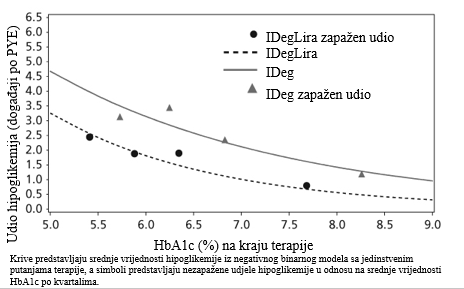 6.5
6.0
5.5
5.0
4.5
4.0
3.5
3.0
2.5
2.0
1.5
1.0
0.5
0.0
Udio hipoglikemija (događaji po PYE)
IDegLira zapažen udio
IDegLira
IDeg
IDeg zapažen udio
5.0 5.5 6.0 6.5 7.0 7.5 8.0 8.5 9.0
HbA1c (%) na kraju terapije
Krive predstavljaju srednje vrijednosti hipoglikemije iz negativnog binarnog modela sa jedinstvenim
putanjama terapije, a simboli predstavljaju nezapažene udjele hipoglikemije u odnosu na srednje vrijednosti
HbA1c po kvartalima.